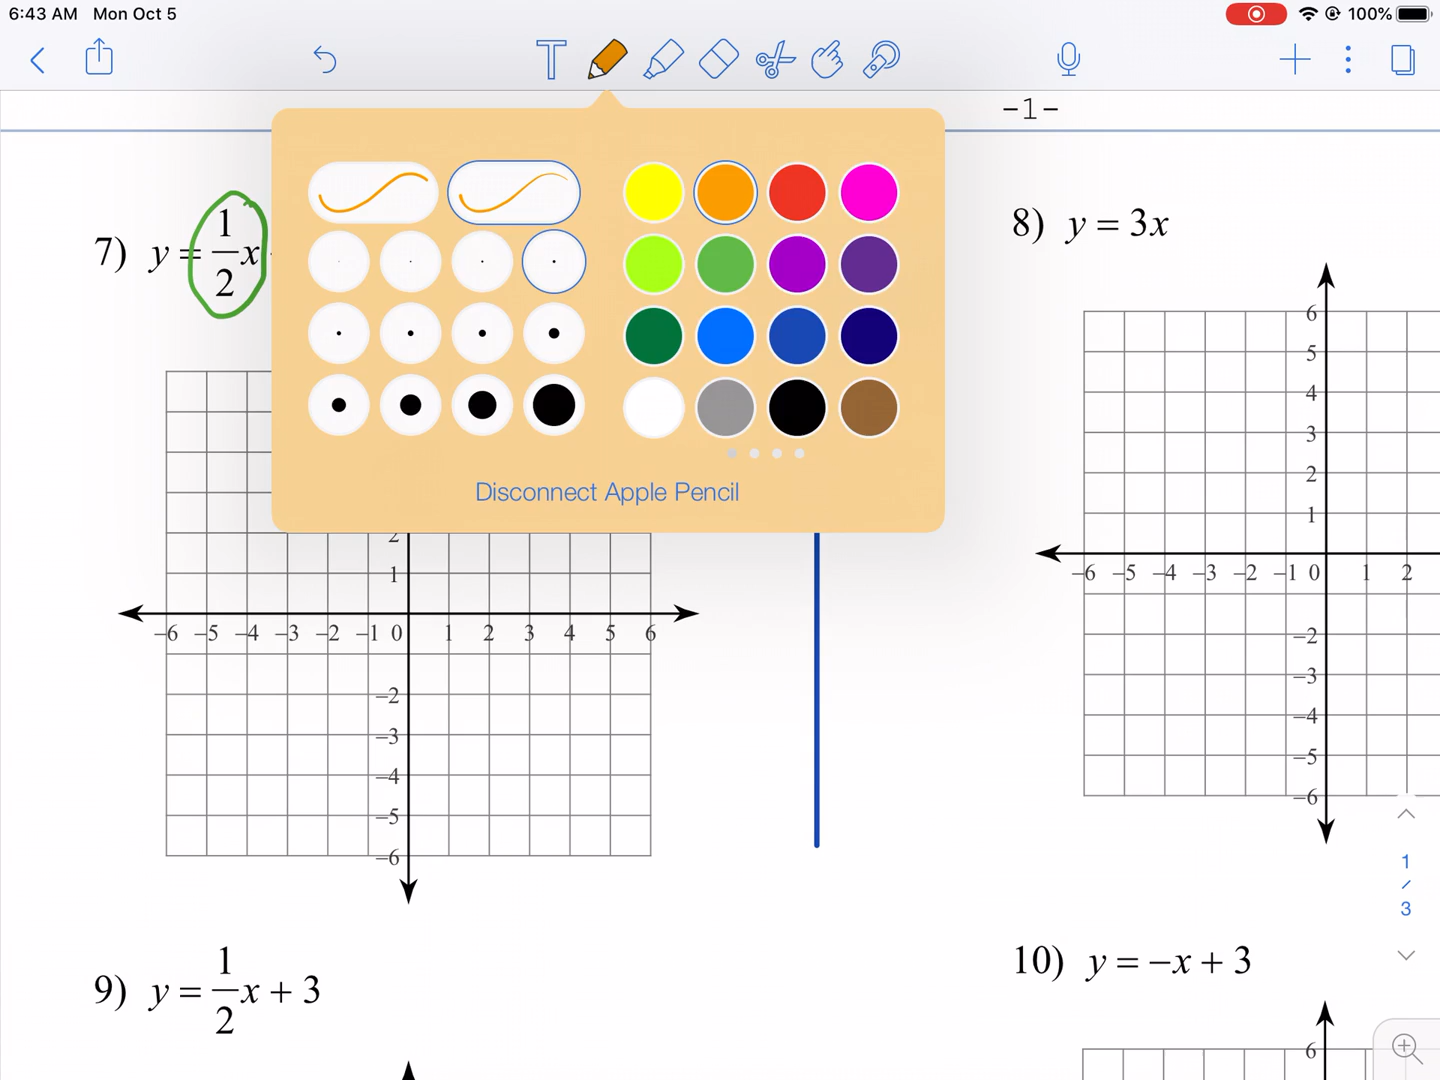 6:43 AM Mon Oct 5
100%
T
-1-
7) y = 1/2 x
8) y = 3x
Disconnect Apple Pencil
2
1
−6 −5 −4 −3 −2 −1 0 1 2 3 4 5 6
−2
−3
−4
−5
−6
6
5
4
3
2
1
−6 −5 −4 −3 −2 −1 0 1 2
−2
−3
−4
−5
−6
1
/
3
9) y = 1/2 x + 3
10) y = −x + 3
6